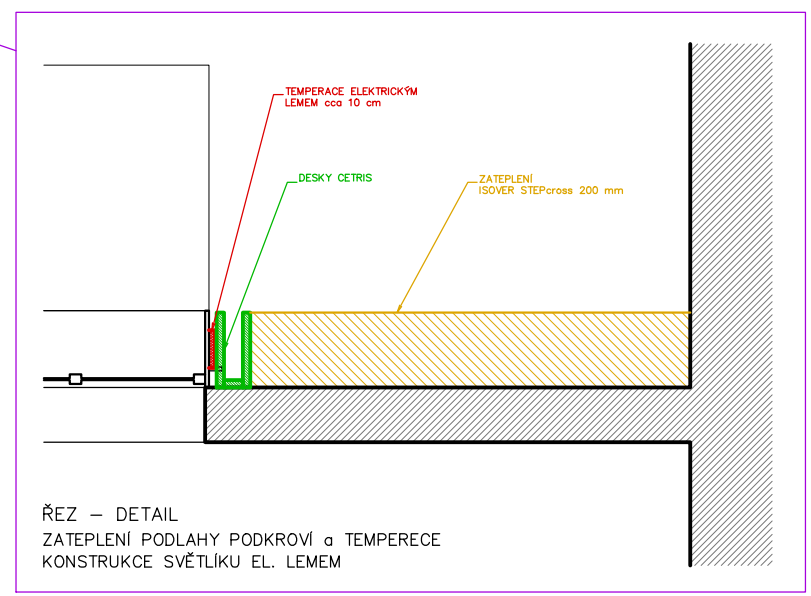 TEMPERACE ELEKTRICKÝM
LEMEM cca 10 cm
DESKY CETRIS
ZATEPLENÍ
ISOVER STEPcross 200 mm
ŘEZ – DETAIL
ZATEPLENÍ PODLAHY PODKROVÍ a TEMPERECE
KONSTRUKCE SVĚTLÍKU EL. LEMEM